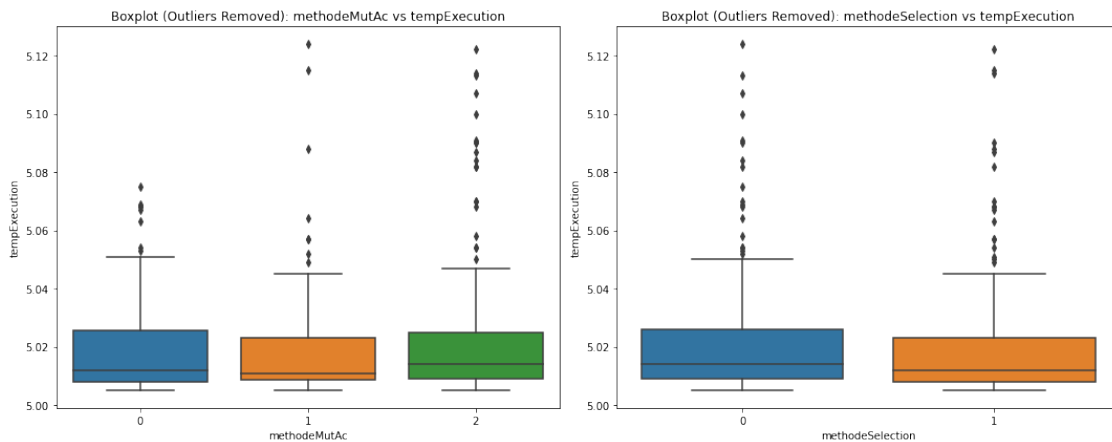 Boxplot (Outliers Removed): methodeMutAc vs tempExecution
5.12
5.10
5.08
5.06
5.04
5.02
5.00
tempExecution
0 1 2
methodeMutAc
Boxplot (Outliers Removed): methodeSelection vs tempExecution
5.12
5.10
5.08
5.06
5.04
5.02
5.00
tempExecution
0 1
methodeSelection